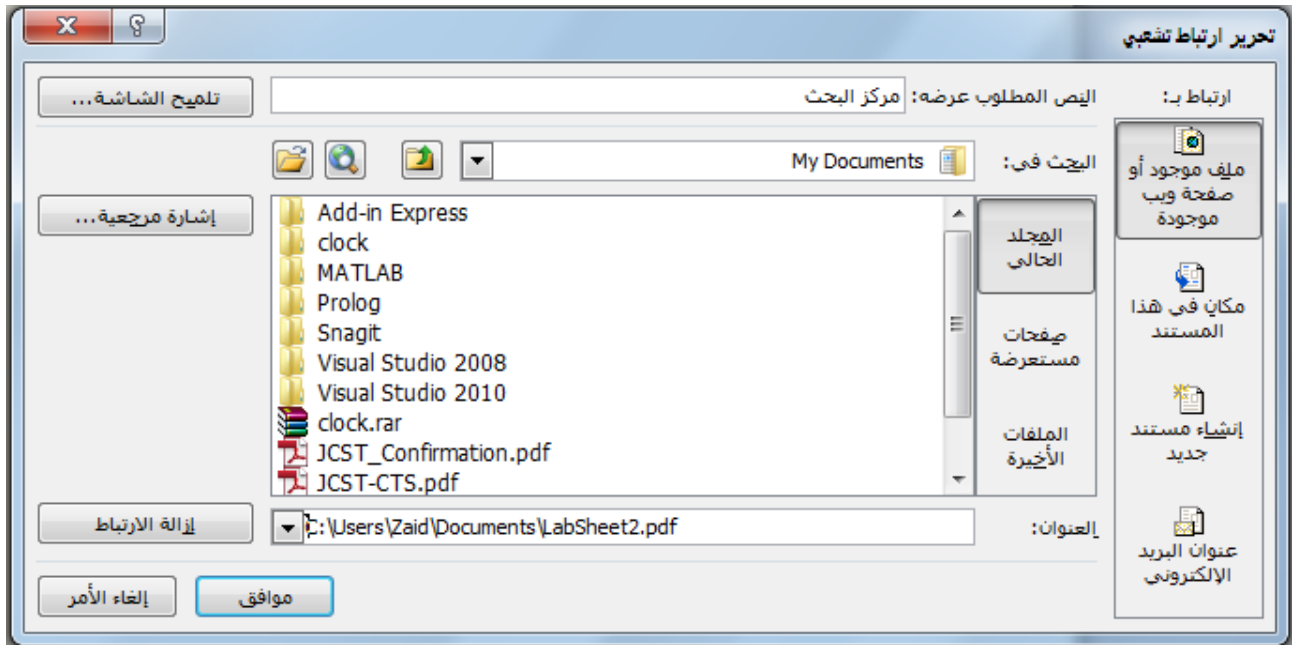 تحرير ارتباط تشعبي
ارتباط بـ:
النص المطلوب عرضه: مركز البحث
تلميح الشاشة...
ملف موجود أو
صفحة ويب
موجودة
مكان في هذا
المستند
إنشاء مستند
جديد
عنوان البريد
الإلكتروني
البحث في: My Documents
المجلد
الحالي
صفحات
مستعرضة
الملفات
الأخيرة
Add-in Express
clock
MATLAB
Prolog
Snagit
Visual Studio 2008
Visual Studio 2010
clock.rar
JCST_Confirmation.pdf
JCST-CTS.pdf
إشارة مرجعية...
العنوان: C:\Users\Zaid\Documents\LabSheet2.pdf
إزالة الارتباط
موافق
إلغاء الأمر